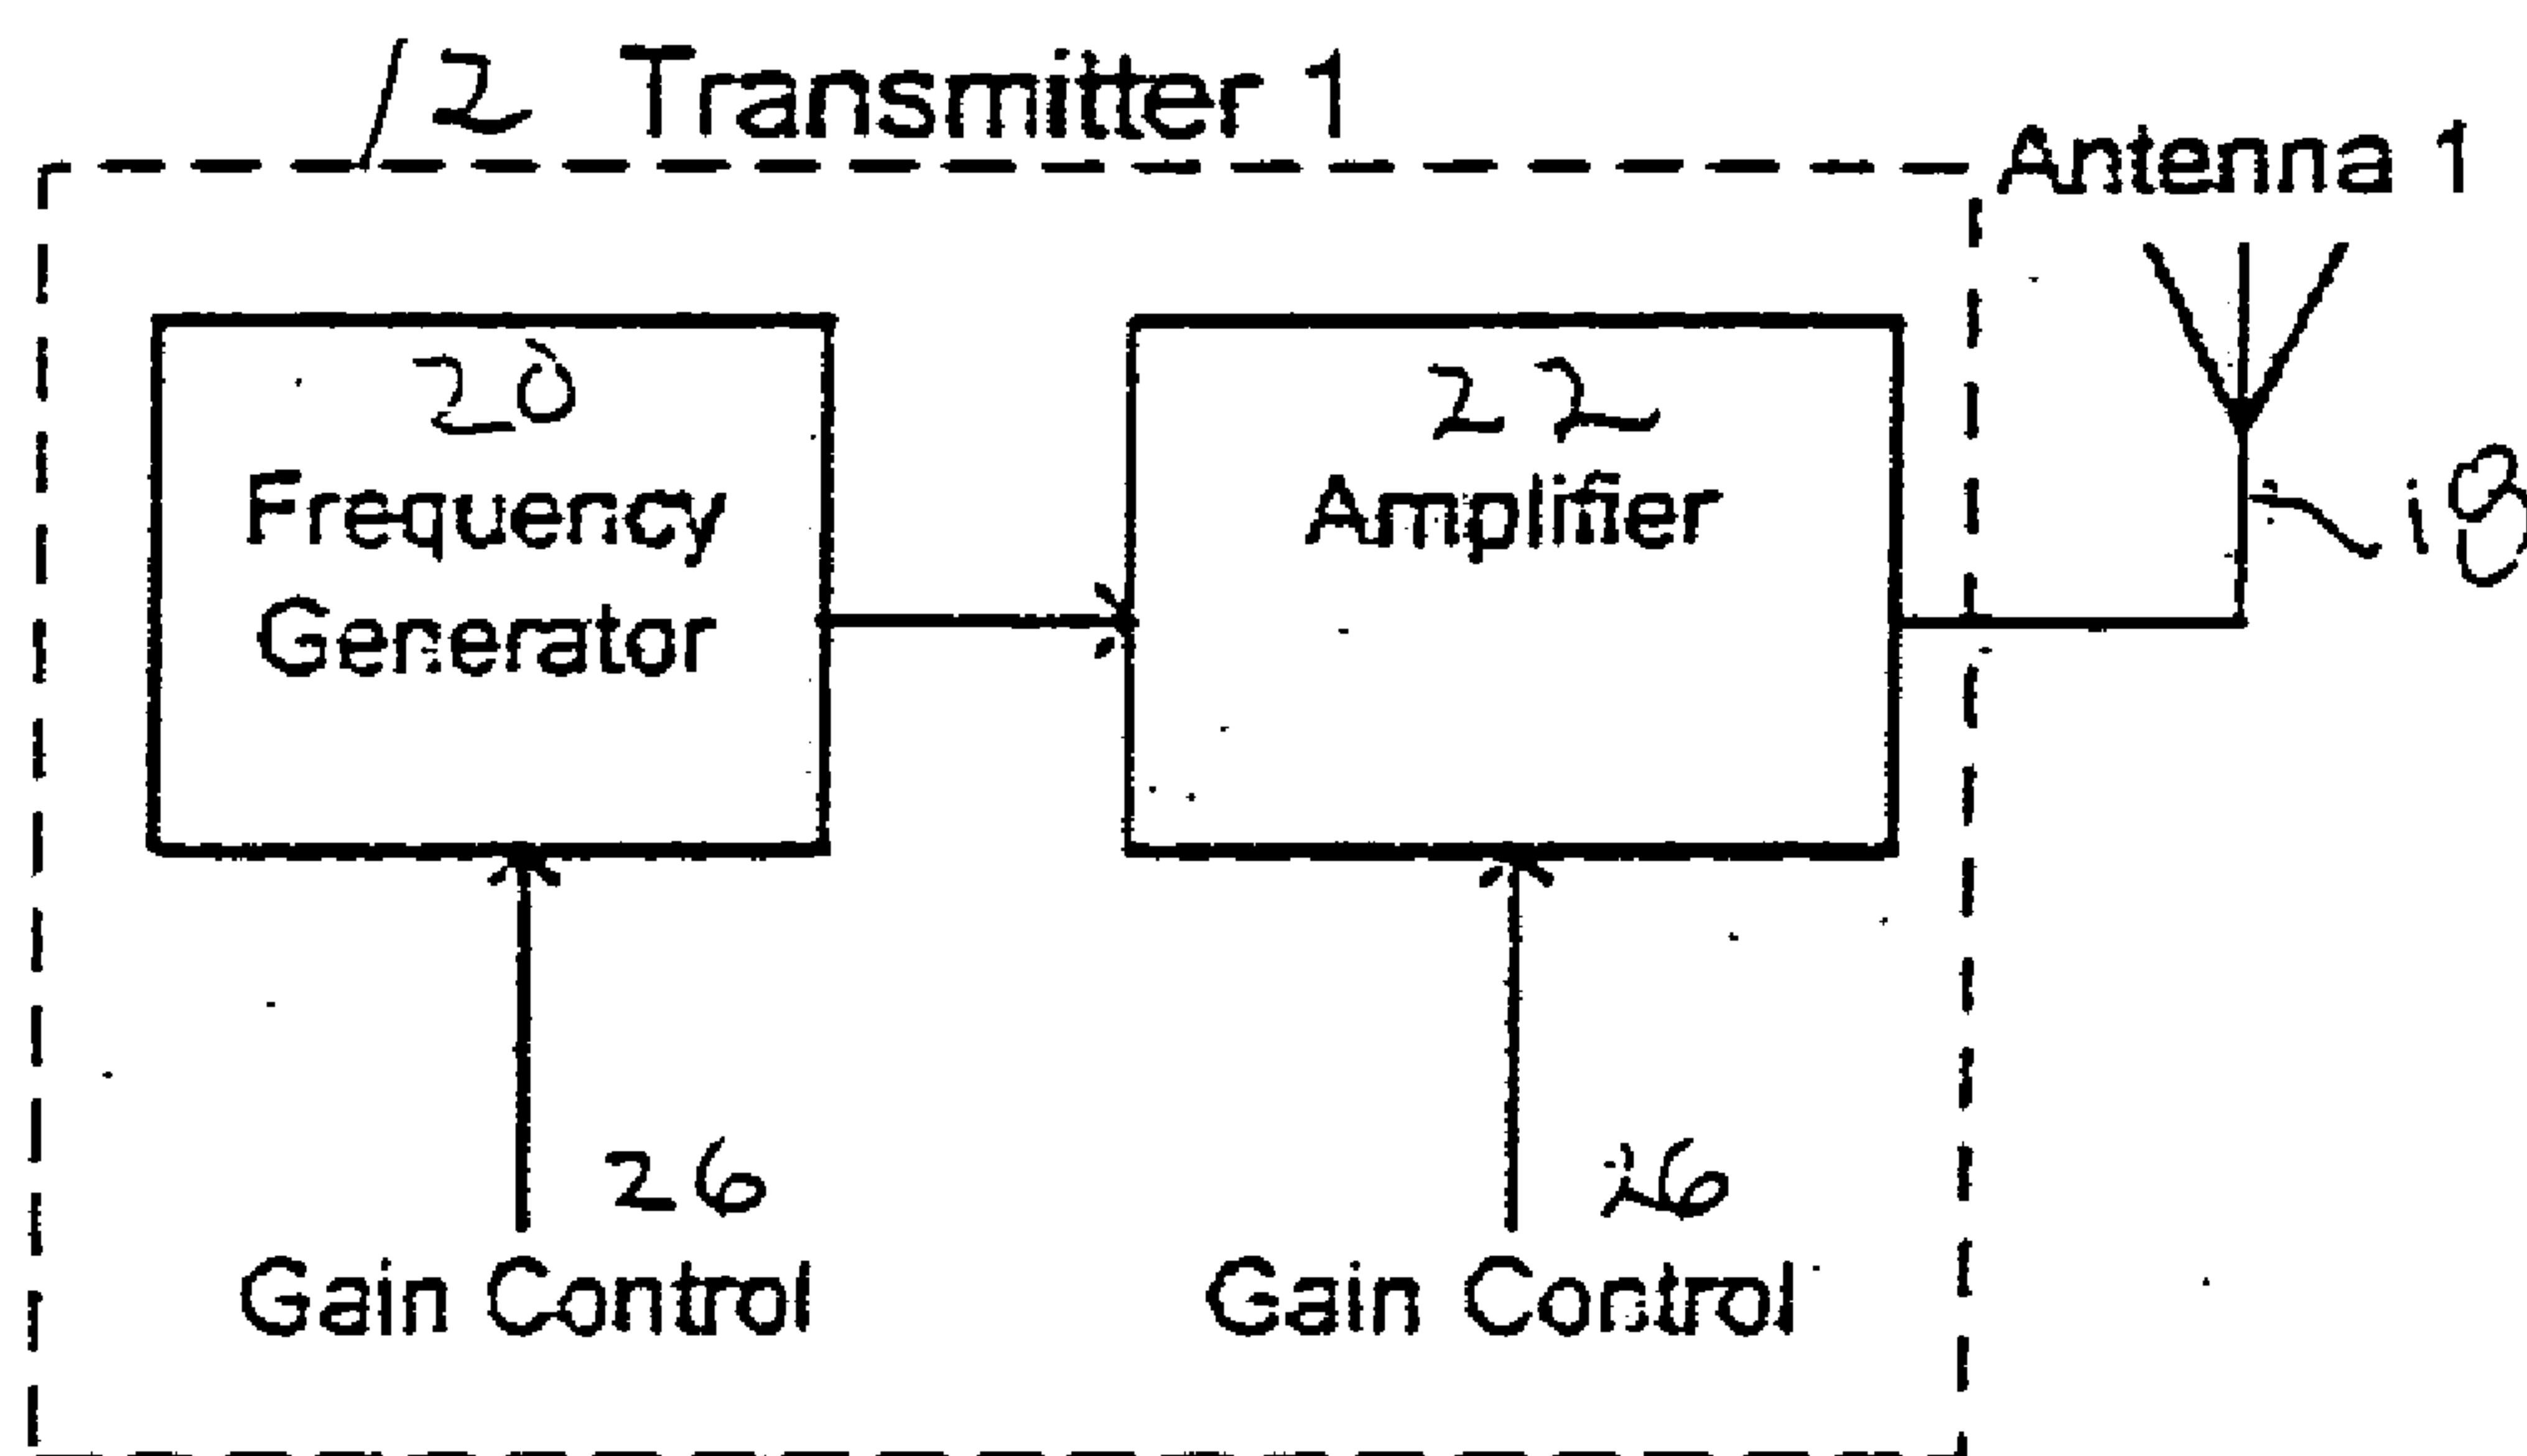 12 Transmitter 1
Antenna 1
20
Frequency
Generator
22
Amplifier
18
26
Gain Control
26
Gain Control